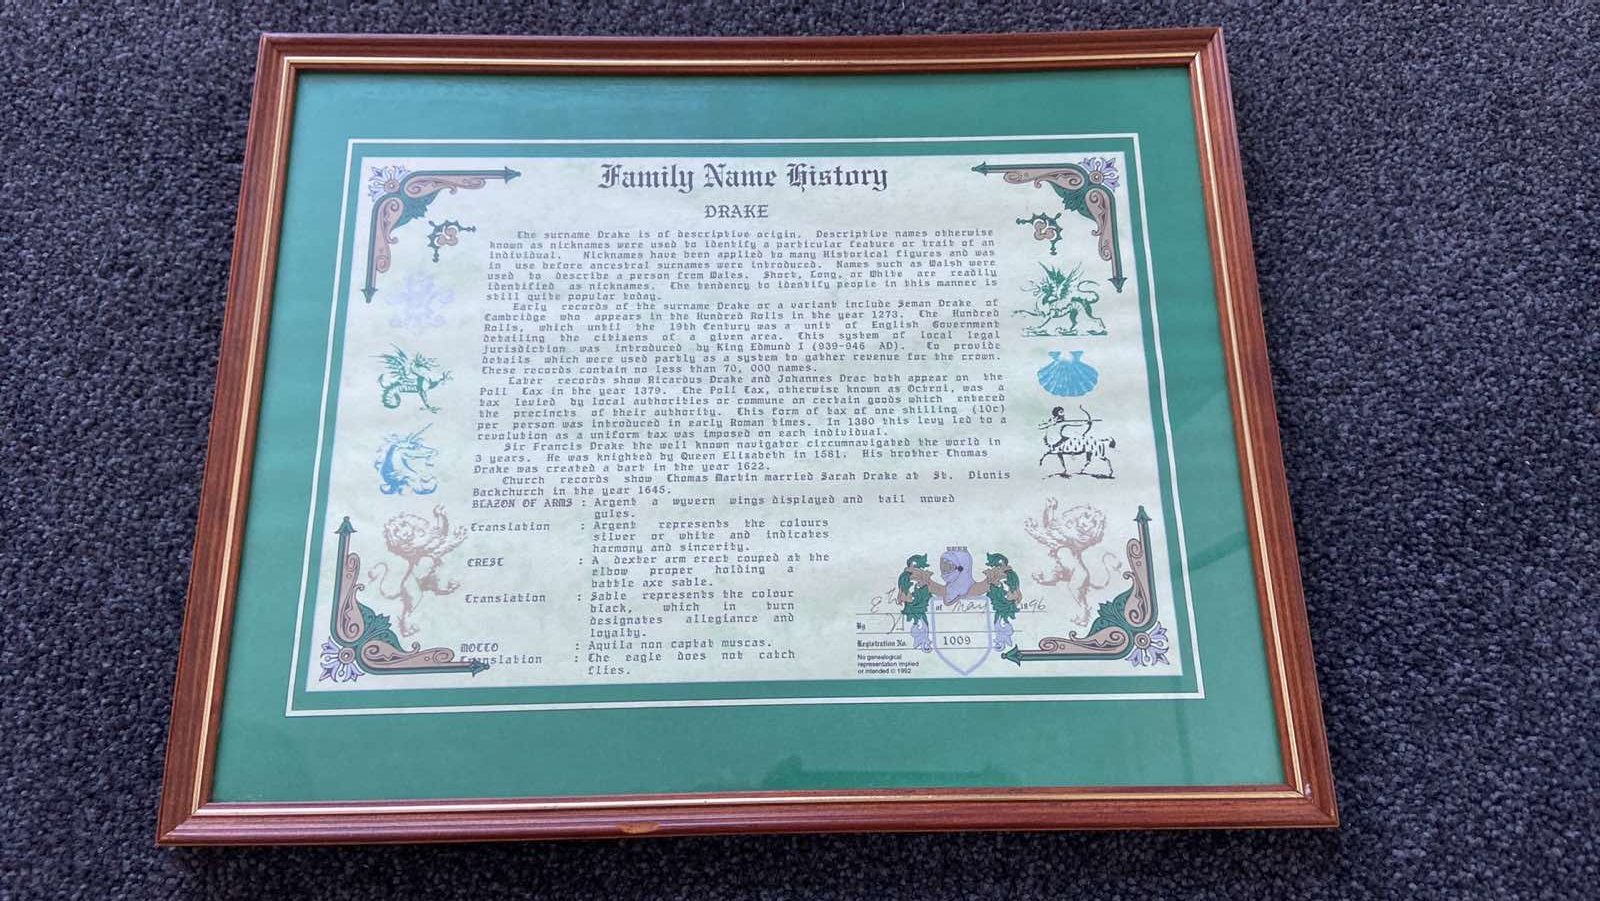 Family Name History
DRAKE
The surname Drake is of descriptive origin. Descriptive names otherwise
known as nicknames were used to identify a particular feature or trait of an
individual. Nicknames have been applied to many Historical figures and was
in use before ancestral surnames were introduced. Names such as Walsh were
used to describe a person from Wales. Short, Long, or White are readily
identified as nicknames. The tendency to identify people in this manner is
still quite popular today.
Early records of the surname Drake or a variant include Seman Drake of
Cambridge who appears in the Hundred Rolls in the year 1273. The Hundred
Rolls, which until the 19th Century was a unit of English Government
detailing the citizens of a given area. This system of local legal
jurisdiction was introduced by King Edmund I (939-946 AD). To provide
details which were used partly as a system to gather revenue for the crown.
These records contain no less than 70, 000 names.
Later records show Ricardus Drake and Johannes Drac both appear on the
Poll Tax in the year 1379. The Poll Tax, otherwise known as Octroi, was a
tax levied by local authorities or commune on certain goods which entered
the precincts of their authority. This form of tax of one shilling (10c)
per person was introduced in early Roman times. In 1380 this levy led to a
revolution as a uniform tax was imposed on each individual.
Sir Francis Drake the well known navigator circumnavigated the world in
3 years. He was knighted by Queen Elizabeth in 1581. His brother Thomas
Drake was created a bart in the year 1622.
Church records show Thomas Martin married Sarah Drake at St. Dionis
Backchurch in the year 1645.
BLAZON OF ARMS : Argent a wyvern wings displayed and tail nowed
gules.
Translation : Argent represents the colours
silver or white and indicates
harmony and sincerity.
CREST : A dexter arm erect couped at the
elbow proper holding a
battle axe sable.
Translation : Sable represents the colour
black, which in turn
designates allegiance and
loyalty.
MOTTO : Aquila non captat muscas.
Translation : The eagle does not catch
flies.
8th of May 1996
By
Registration No. 1009
No genealogical
representation implied
or intended © 1992